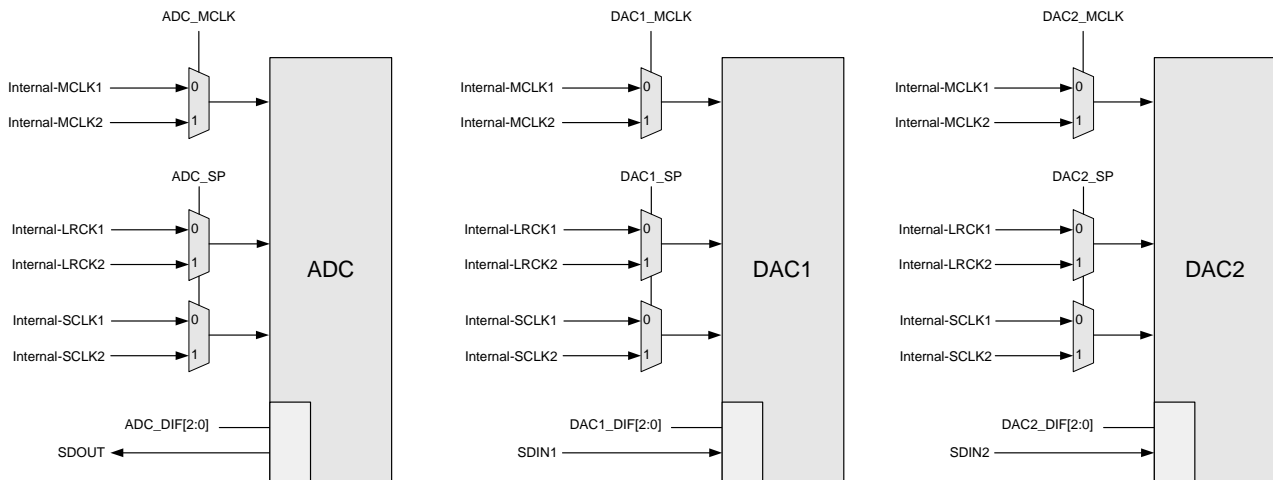 ADC_MCLK
Internal-MCLK1
0
Internal-MCLK2
1
ADC_SP
Internal-LRCK1
0
Internal-LRCK2
1
ADC
Internal-SCLK1
0
Internal-SCLK2
1
ADC_DIF[2:0]
SDOUT
DAC1_MCLK
Internal-MCLK1
0
Internal-MCLK2
1
DAC1_SP
Internal-LRCK1
0
Internal-LRCK2
1
DAC1
Internal-SCLK1
0
Internal-SCLK2
1
DAC1_DIF[2:0]
SDIN1
DAC2_MCLK
Internal-MCLK1
0
Internal-MCLK2
1
DAC2_SP
Internal-LRCK1
0
Internal-LRCK2
1
DAC2
Internal-SCLK1
0
Internal-SCLK2
1
DAC2_DIF[2:0]
SDIN2